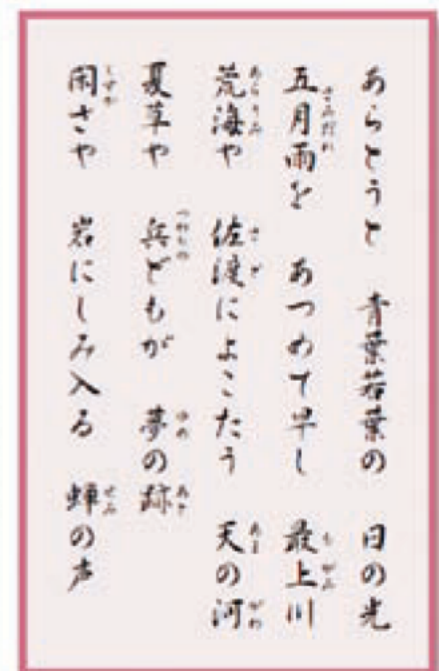 あらとうと 青葉若葉の 日の光
五月雨を あつめて早し 最上川
荒海や 佐渡によこたう 天の河
夏草や 兵どもが 夢の跡
閑さや 岩にしみ入る 蝉の声